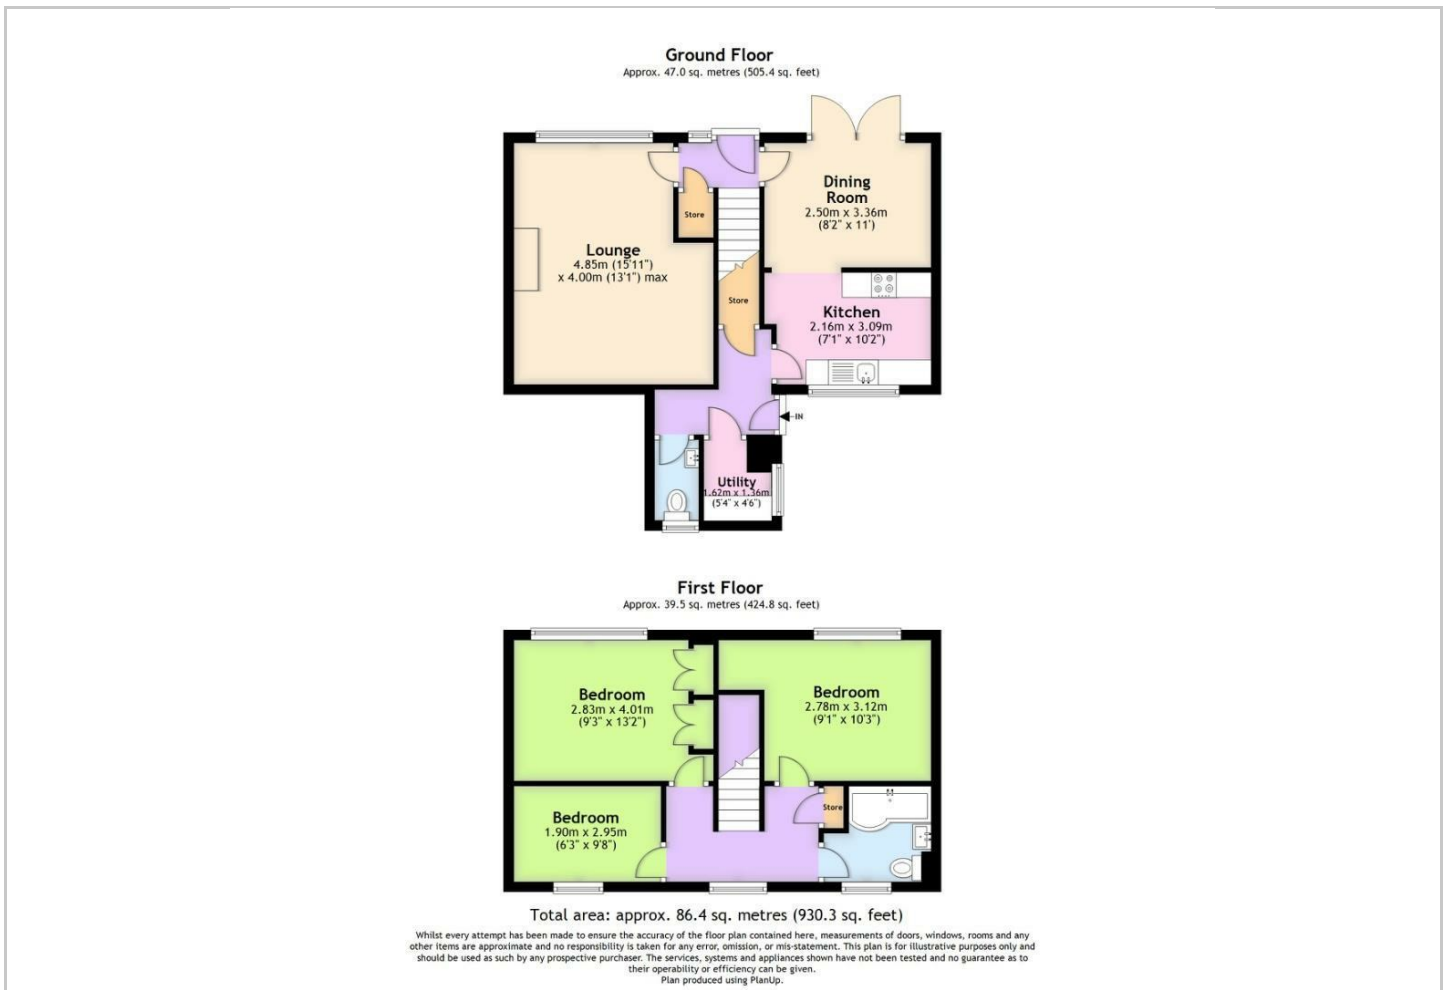 Ground Floor
Approx. 47.0 sq. metres (505.4 sq. feet)
Dining
Room
2.50m x 3.36m
(8'2" x 11')
Store
Lounge
4.85m (15'11")
x 4.00m (13'1") max
Store
Kitchen
2.16m x 3.09m
(7'1" x 10'2")
IN
Utility
1.62m x 1.36m
(5'4" x 4'6")
First Floor
Approx. 39.5 sq. metres (424.8 sq. feet)
Bedroom
2.83m x 4.01m
(9'3" x 13'2")
Bedroom
2.78m x 3.12m
(9'1" x 10'3")
Bedroom
1.90m x 2.95m
(6'3" x 9'8")
Store
Total area: approx. 86.4 sq. metres (930.3 sq. feet)
Whilst every attempt has been made to ensure the accuracy of the floor plan contained here, measurements of doors, windows, rooms and any
other items are approximate and no responsibility is taken for any error, omission, or mis-statement. This plan is for illustrative purposes only and
should be used as such by any prospective purchaser. The services, systems and appliances shown have not been tested and no guarantee as to
their operability or efficiency can be given.
Plan produced using PlanUp.